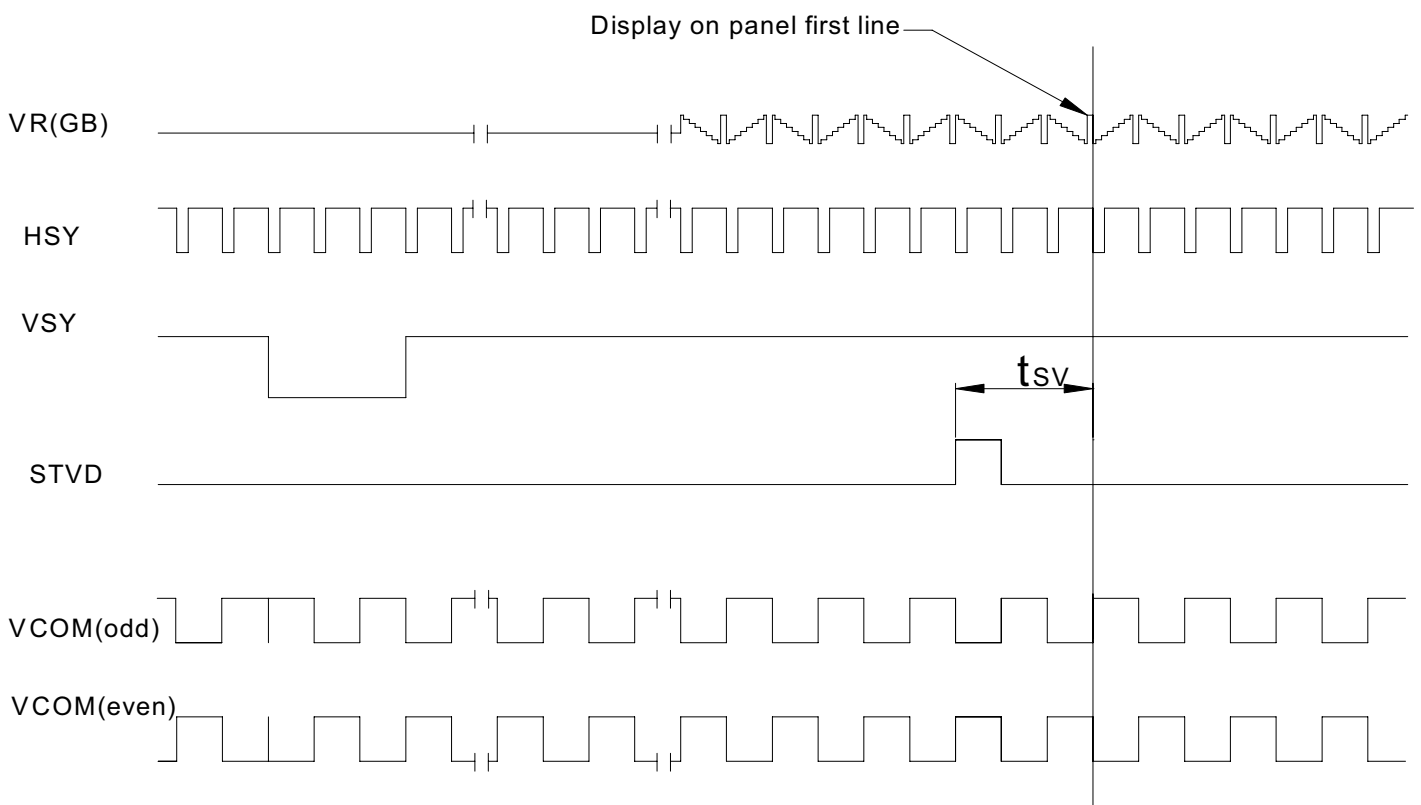 Display on panel first line
VR(GB)
HSY
VSY
tSV
STVD
VCOM(odd)
VCOM(even)